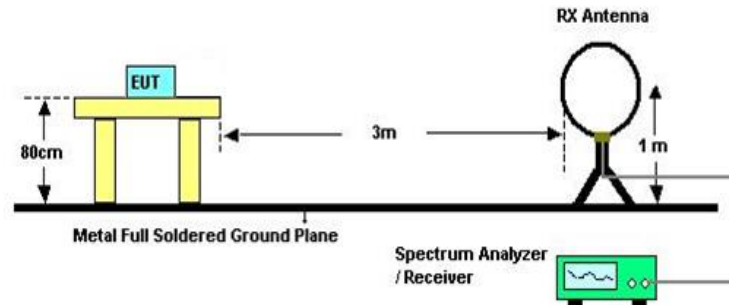 RX Antenna
EUT
80cm
3m
1 m
Metal Full Soldered Ground Plane
Spectrum Analyzer
/ Receiver